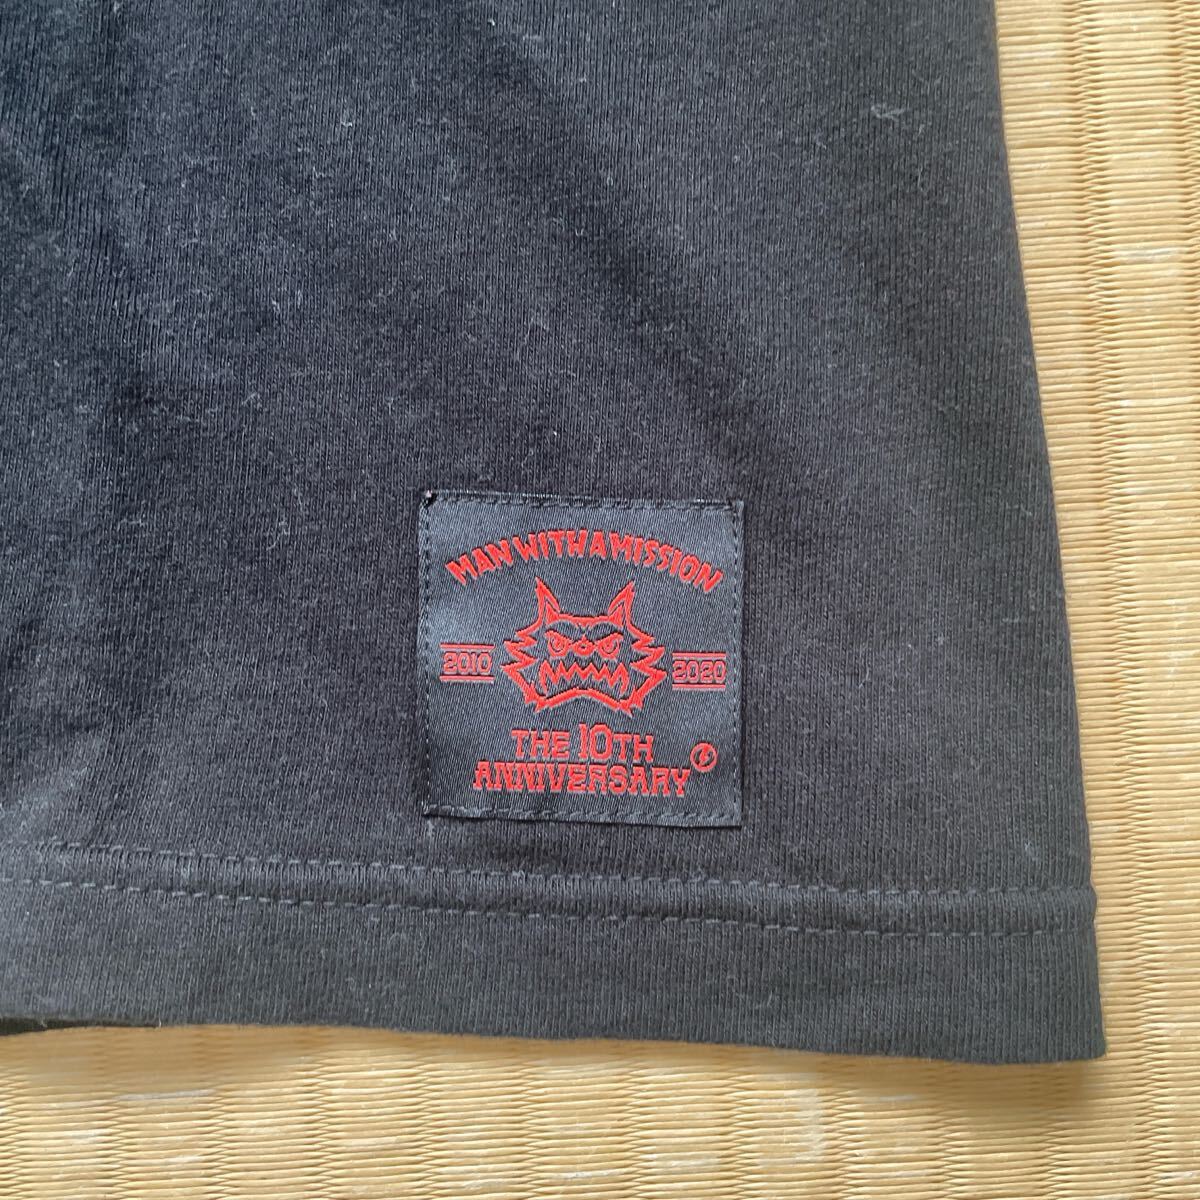 MAN WITH A MISSION
2010
2020
THE 10TH
ANNIVERSARY